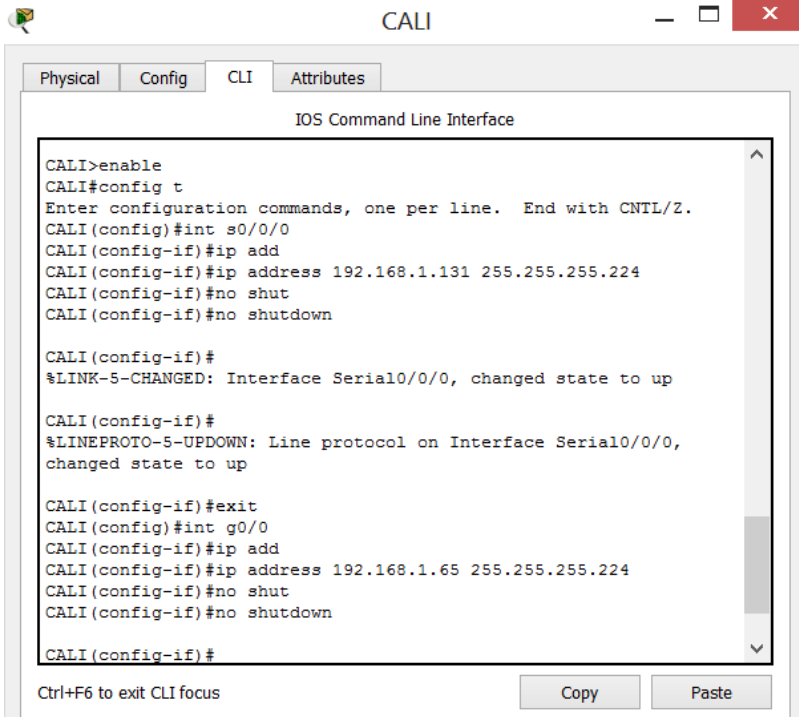 CALI
Physical Config CLI Attributes
IOS Command Line Interface
CALI>enable
CALI#config t
Enter configuration commands, one per line.  End with CNTL/Z.
CALI(config)#int s0/0/0
CALI(config-if)#ip add
CALI(config-if)#ip address 192.168.1.131 255.255.255.224
CALI(config-if)#no shut
CALI(config-if)#no shutdown
CALI(config-if)#
%LINK-5-CHANGED: Interface Serial0/0/0, changed state to up
CALI(config-if)#
%LINEPROTO-5-UPDOWN: Line protocol on Interface Serial0/0/0,
changed state to up
CALI(config-if)#exit
CALI(config)#int g0/0
CALI(config-if)#ip add
CALI(config-if)#ip address 192.168.1.65 255.255.255.224
CALI(config-if)#no shut
CALI(config-if)#no shutdown
CALI(config-if)#
Ctrl+F6 to exit CLI focus
Copy Paste